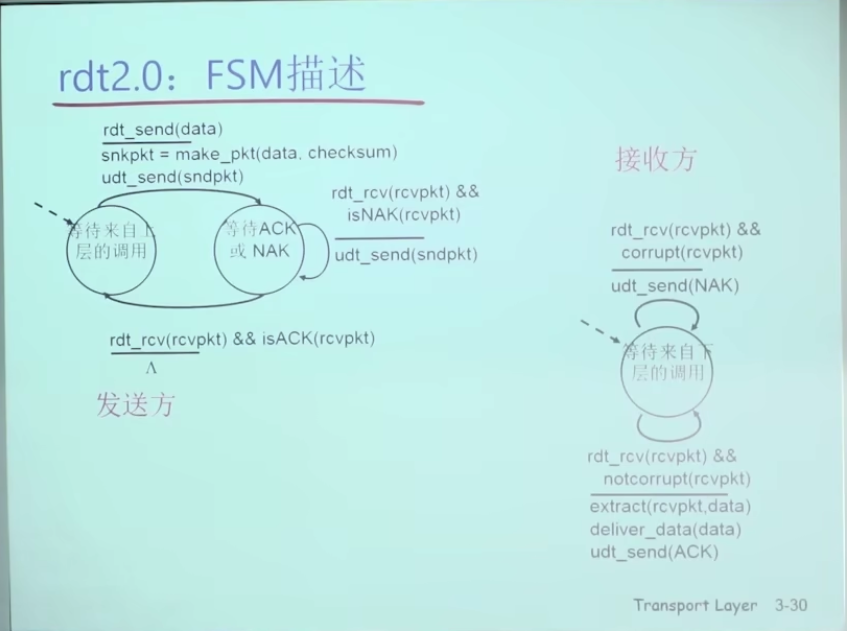 rdt2.0：FSM描述
rdt_send(data)
snkpkt = make_pkt(data, checksum)
udt_send(sndpkt)
等待来自上
层的调用
等待ACK
或 NAK
rdt_rcv(rcvpkt) &&
isNAK(rcvpkt)
udt_send(sndpkt)
rdt_rcv(rcvpkt) && isACK(rcvpkt)
Λ
发送方
接收方
rdt_rcv(rcvpkt) &&
corrupt(rcvpkt)
udt_send(NAK)
等待来自下
层的调用
rdt_rcv(rcvpkt) &&
notcorrupt(rcvpkt)
extract(rcvpkt,data)
deliver_data(data)
udt_send(ACK)
Transport Layer 3-30